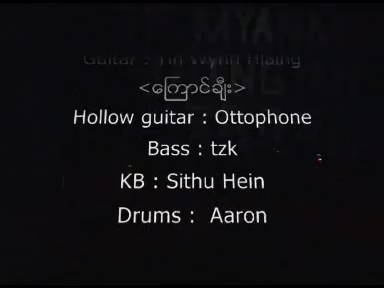 Guitar : Tin Wynn Hlaing
<ကြောင်ချီး>
Hollow guitar : Ottophone
Bass : tzk
KB : Sithu Hein
Drums : Aaron